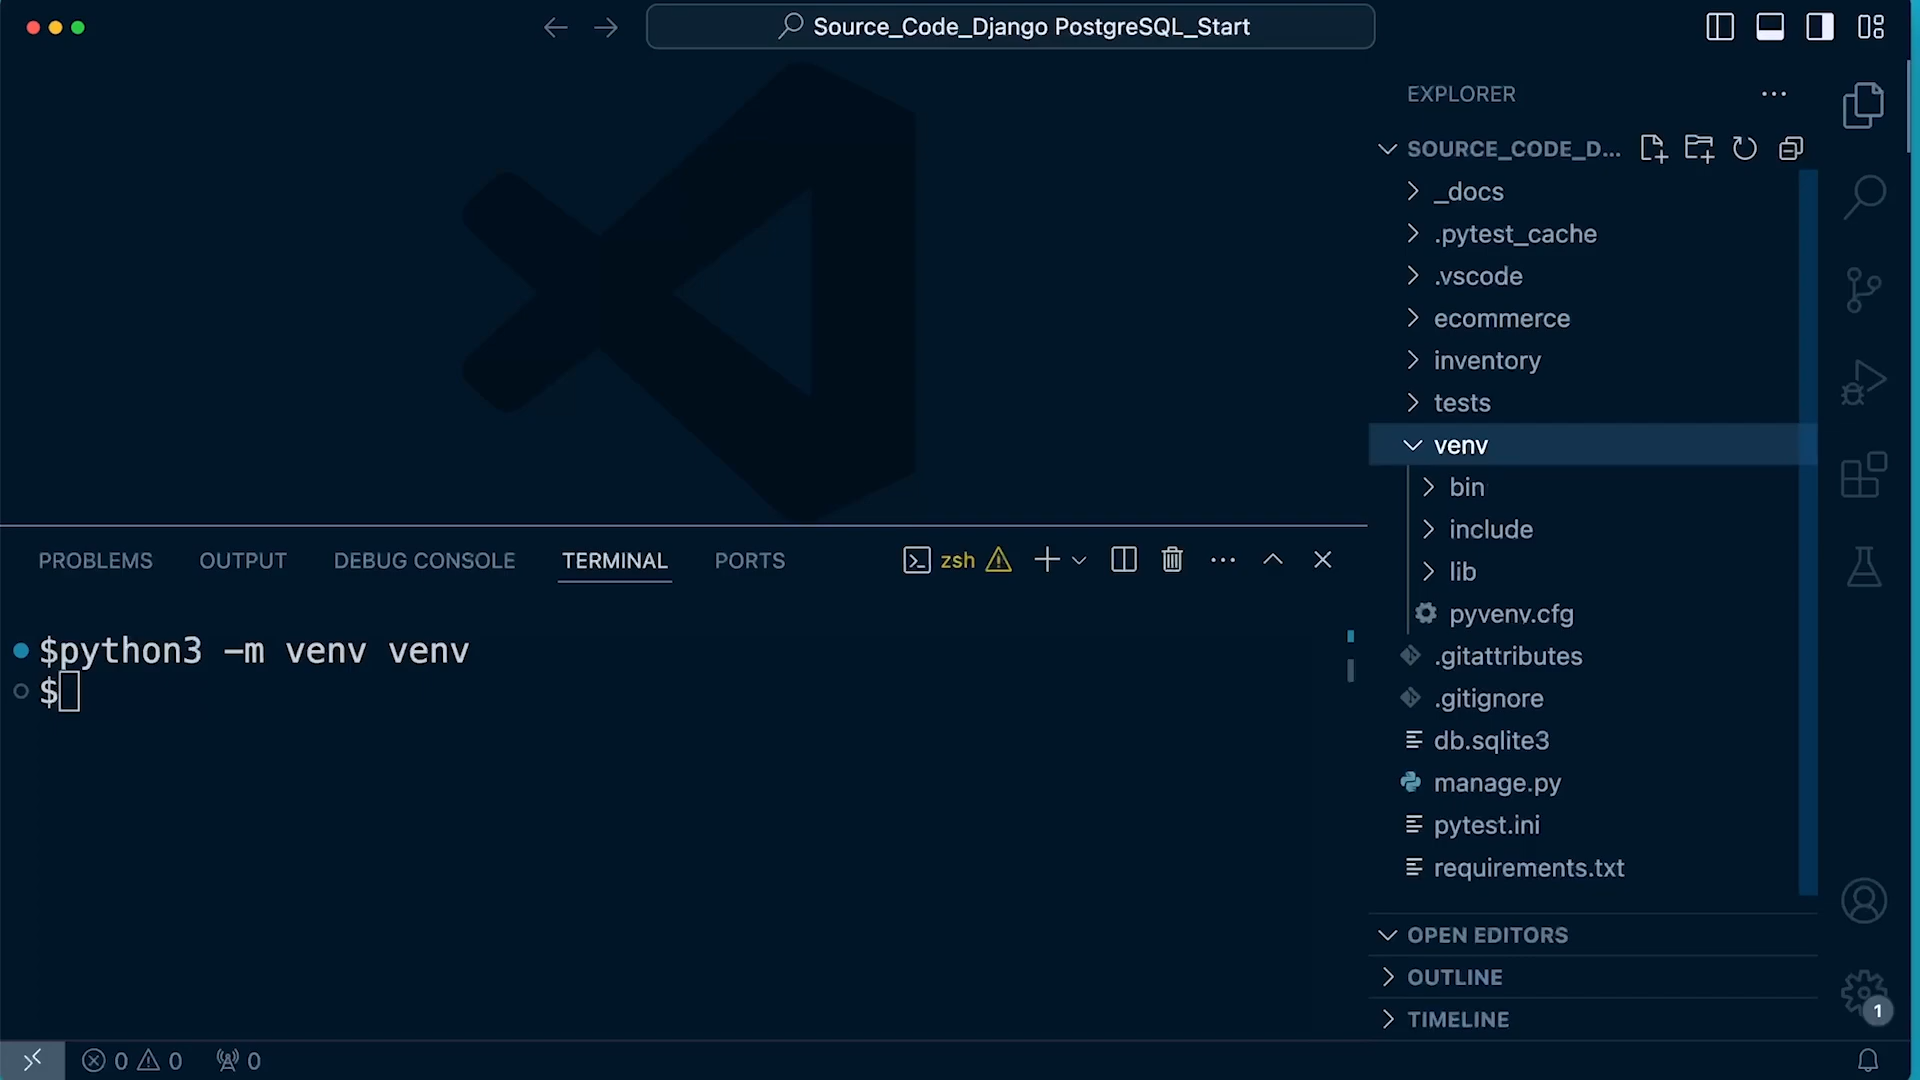 Source_Code_Django PostgreSQL_Start
EXPLORER
SOURCE_CODE_D...
_docs
.pytest_cache
.vscode
ecommerce
inventory
tests
venv
bin
include
lib
pyvenv.cfg
.gitattributes
.gitignore
db.sqlite3
manage.py
pytest.ini
requirements.txt
OPEN EDITORS
OUTLINE
TIMELINE
1
PROBLEMS OUTPUT DEBUG CONSOLE TERMINAL PORTS zsh
$python3 -m venv venv
$
0 0 0